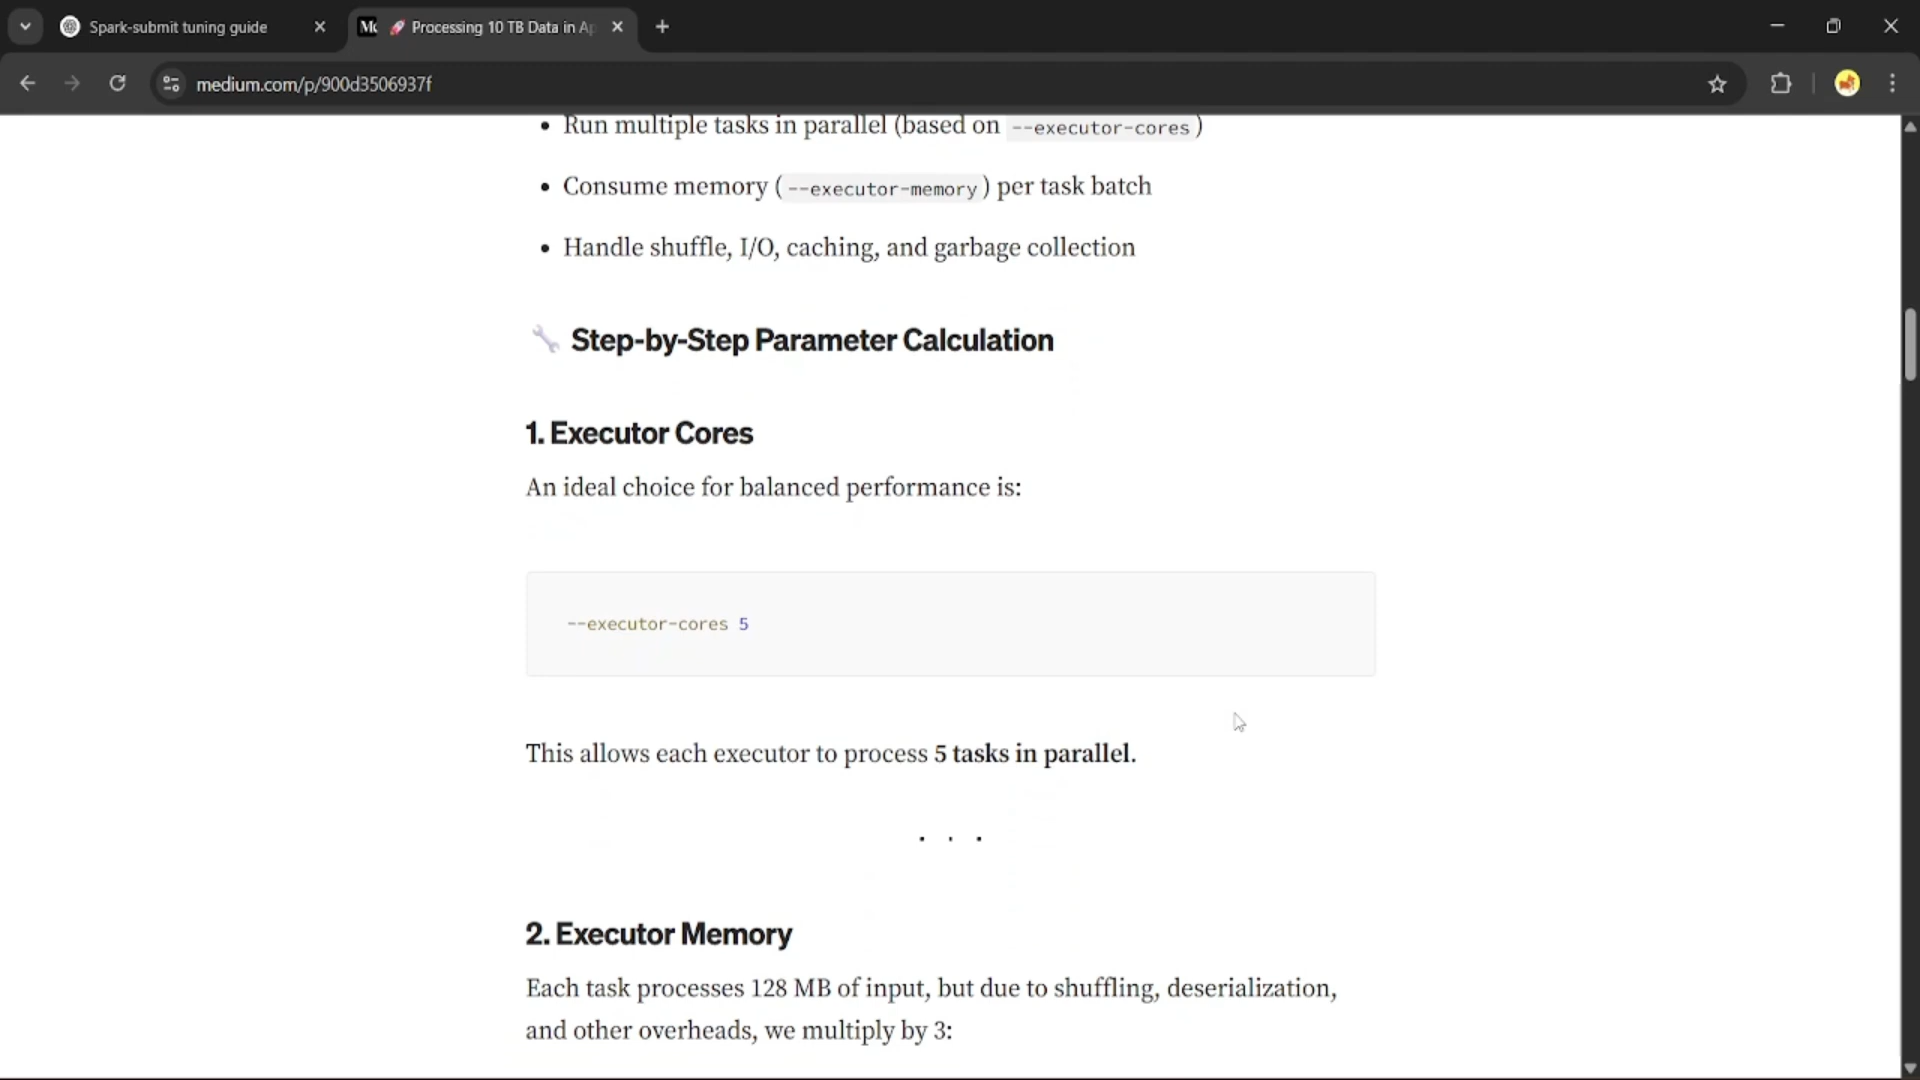 Spark-submit tuning guide
🚀 Processing 10 TB Data in Ap
medium.com/p/900d3506937f
• Run multiple tasks in parallel (based on --executor-cores)
• Consume memory (--executor-memory) per task batch
• Handle shuffle, I/O, caching, and garbage collection
🔧 Step-by-Step Parameter Calculation
1. Executor Cores
An ideal choice for balanced performance is:
--executor-cores 5
This allows each executor to process 5 tasks in parallel.
. . .
2. Executor Memory
Each task processes 128 MB of input, but due to shuffling, deserialization,
and other overheads, we multiply by 3: